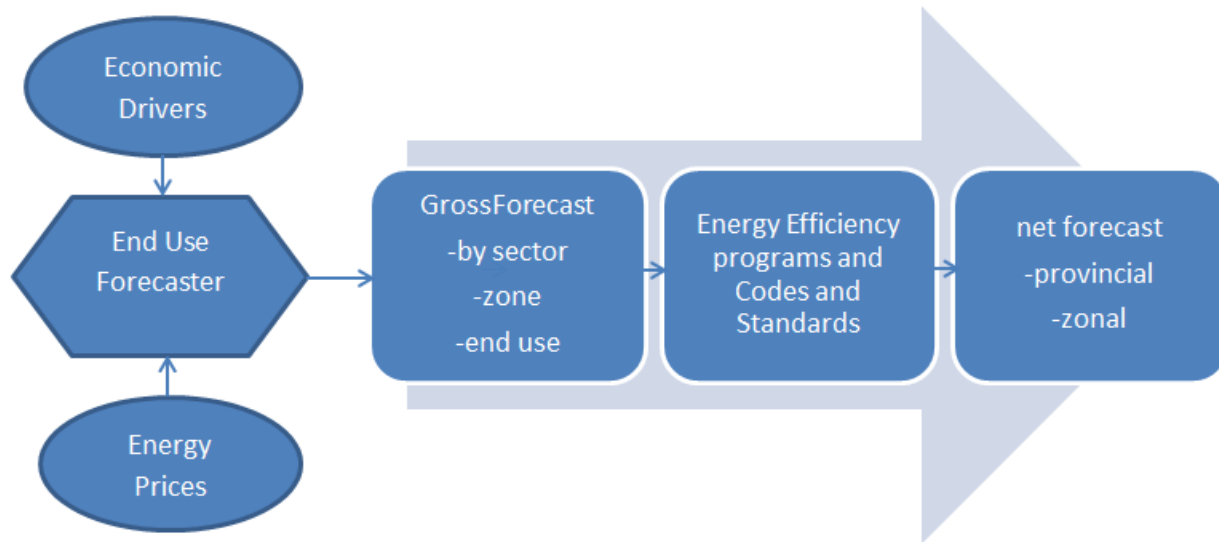 Economic
Drivers
End Use
Forecaster
Energy
Prices
GrossForecast
-by sector
-zone
-end use
Energy Efficiency
programs and
Codes and
Standards
net forecast
-provincial
-zonal